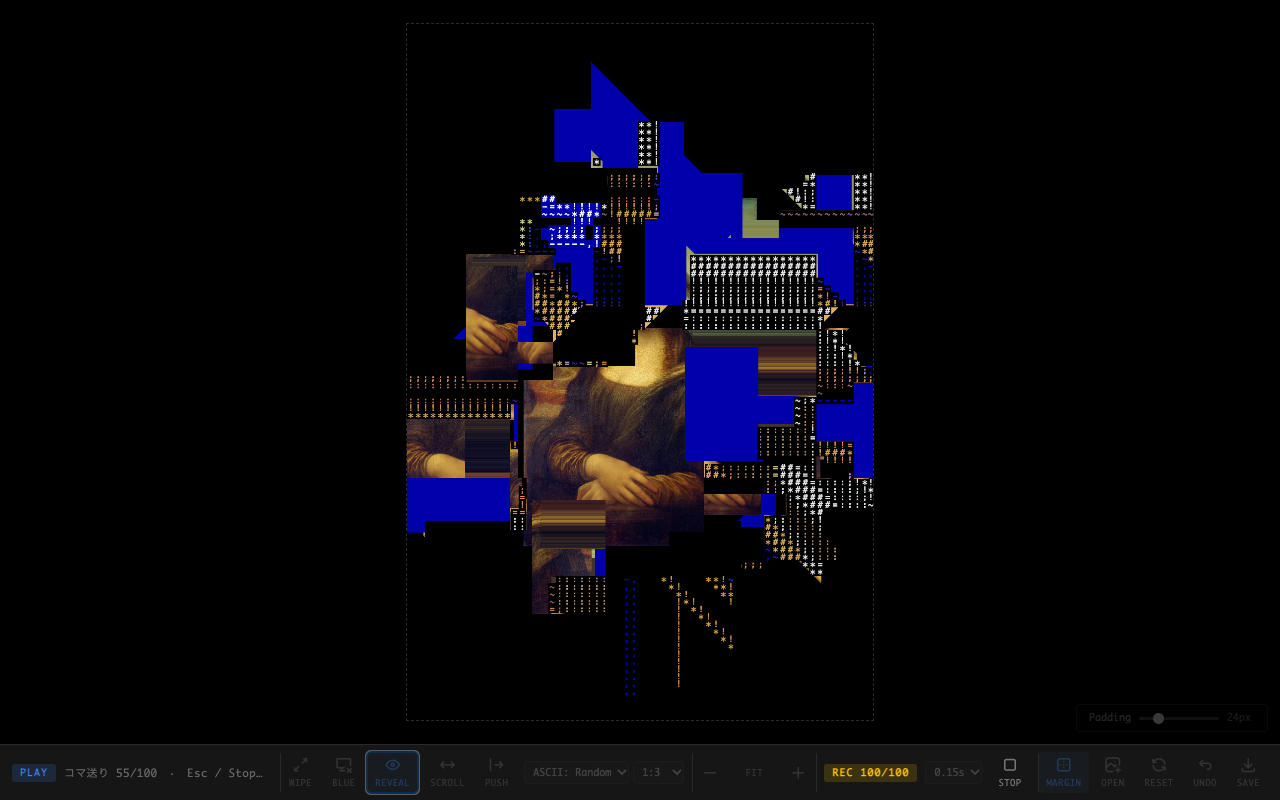 Padding 24px
PLAY コマ送り 55/100 · Esc / Stop… WIPE BLUE REVEAL SCROLL PUSH ASCII: Random 1:3 FIT REC 100/100 0.15s STOP MARGIN OPEN RESET UNDO SAVE